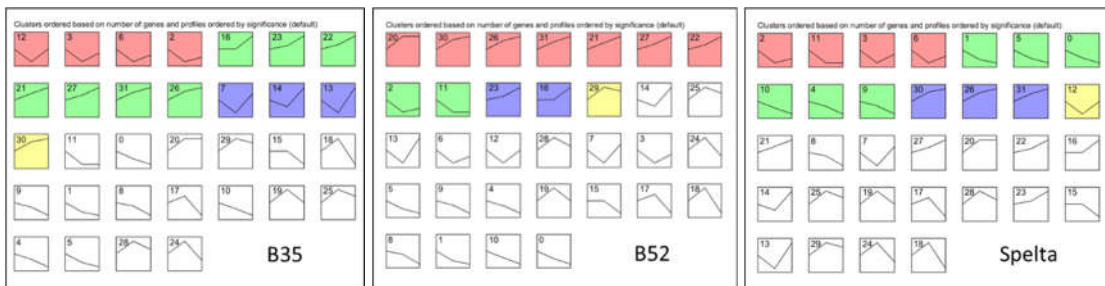 Clusters ordered based on number of genes and profiles ordered by significance (default)
12 3 6 2 16 23 22
21 27 31 26 7 14 13
30 11 0 20 29 15 18
9 1 8 17 10 19 25
4 5 28 24
B35
Clusters ordered based on number of genes and profiles ordered by significance (default)
20 30 26 31 21 27 22
2 11 23 16 29 14 25
13 6 12 28 7 3 24
5 9 4 19 15 17 18
8 1 10 0
B52
Clusters ordered based on number of genes and profiles ordered by significance (default)
2 11 3 6 1 5 0
10 4 9 30 26 31 12
21 8 7 27 20 22 16
14 25 19 17 28 23 15
13 29 24 18
Spelta